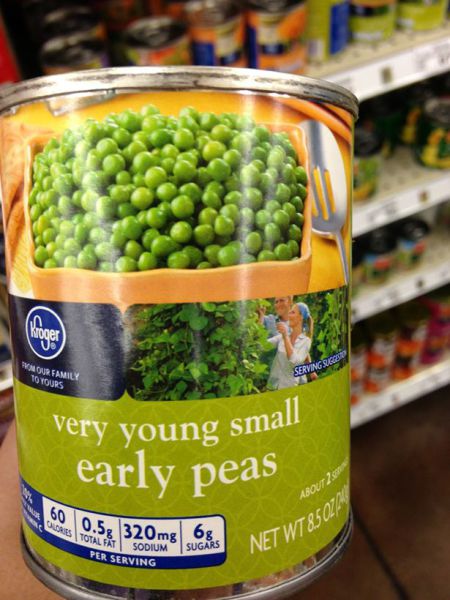 Kroger
FROM OUR FAMILY
TO YOURS
SERVING SUGGESTION
very young small
early peas
ABOUT 2
60
CALORIES
0.5g
TOTAL FAT
320mg
SODIUM
6g
SUGARS
PER SERVING
NET WT 8.5 OZ